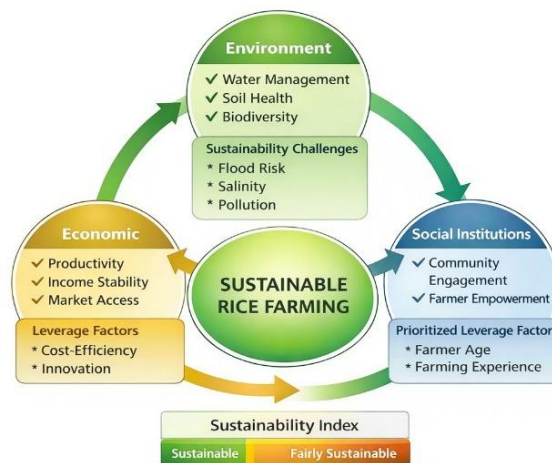 Environment
✓ Water Management
✓ Soil Health
✓ Biodiversity
Sustainability Challenges
* Flood Risk
* Salinity
* Pollution
Economic
✓ Productivity
✓ Income Stability
✓ Market Access
Leverage Factors
* Cost-Efficiency
* Innovation
SUSTAINABLE
RICE FARMING
Social Institutions
✓ Community
Engagement
✓ Farmer Empowerment
Prioritized Leverage Factor
* Farmer Age
* Farming Experience
Sustainability Index
Sustainable
Fairly Sustainable